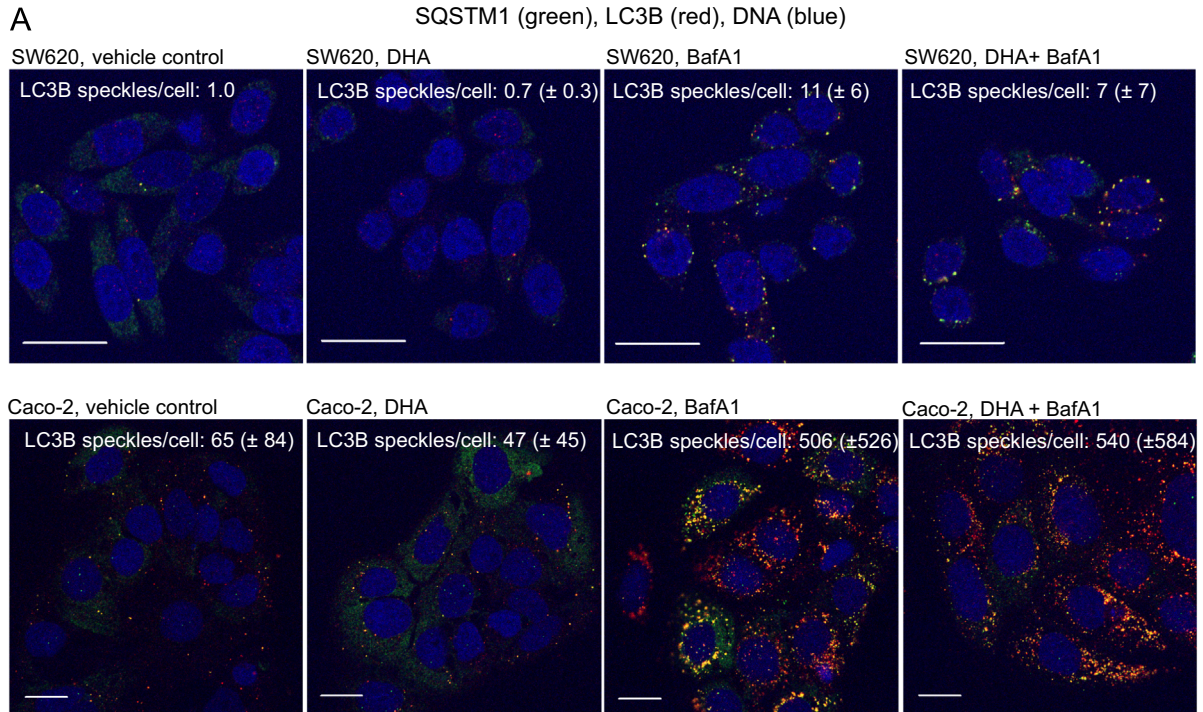 A
SQSTM1 (green), LC3B (red), DNA (blue)
SW620, vehicle control
LC3B speckles/cell: 1.0
SW620, DHA
LC3B speckles/cell: 0.7 (± 0.3)
SW620, BafA1
LC3B speckles/cell: 11 (± 6)
SW620, DHA+ BafA1
LC3B speckles/cell: 7 (± 7)
Caco-2, vehicle control
LC3B speckles/cell: 65 (± 84)
Caco-2, DHA
LC3B speckles/cell: 47 (± 45)
Caco-2, BafA1
LC3B speckles/cell: 506 (±526)
Caco-2, DHA + BafA1
LC3B speckles/cell: 540 (±584)